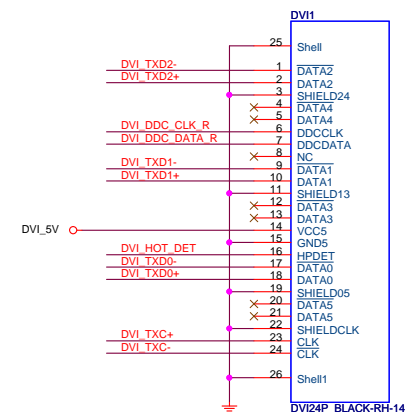 DVI1
25 Shell
DVI_TXD2- 1 DATA2
DVI_TXD2+ 2 DATA2
3 SHIELD24
4 DATA4
5 DATA4
DVI_DDC_CLK_R 6 DDCCLK
DVI_DDC_DATA_R 7 DDCDATA
8 NC
DVI_TXD1- 9 DATA1
DVI_TXD1+ 10 DATA1
11 SHIELD13
12 DATA3
13 DATA3
DVI_5V 14 VCC5
15 GND5
DVI_HOT_DET 16 HPDET
DVI_TXD0- 17 DATA0
DVI_TXD0+ 18 DATA0
19 SHIELD05
20 DATA5
21 DATA5
22 SHIELDCLK
DVI_TXC+ 23 CLK
DVI_TXC- 24 CLK
26 Shell1
DVI24P_BLACK-RH-14